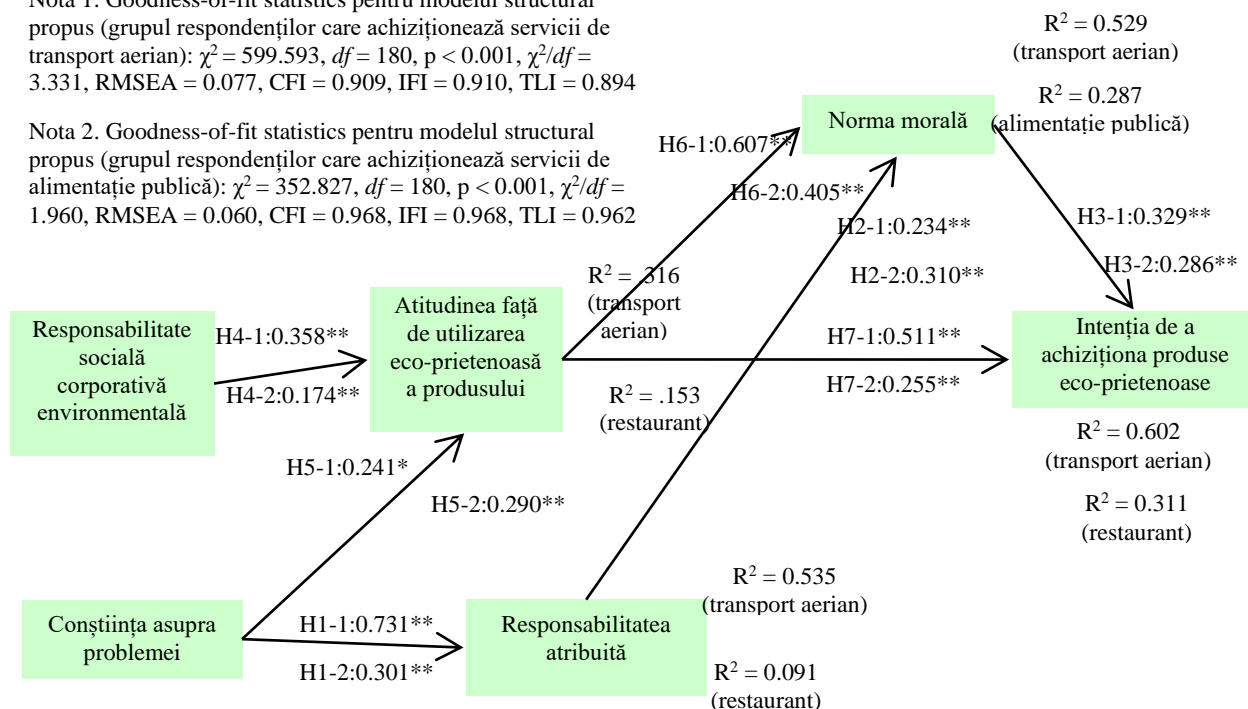 Nota 1. Goodness-of-fit statistics pentru modelul structural
propus (grupul respondenților care achiziționează servicii de
transport aerian): χ² = 599.593, df = 180, p < 0.001, χ²/df =
3.331, RMSEA = 0.077, CFI = 0.909, IFI = 0.910, TLI = 0.894
Nota 2. Goodness-of-fit statistics pentru modelul structural
propus (grupul respondenților care achiziționează servicii de
alimentație publică): χ² = 352.827, df = 180, p < 0.001, χ²/df =
1.960, RMSEA = 0.060, CFI = 0.968, IFI = 0.968, TLI = 0.962
R² = 0.529
(transport aerian)
R² = 0.287
(alimentație publică)
Norma morală
H6-1:0.607**
H6-2:0.405**
H2-1:0.234**
H2-2:0.310**
H3-1:0.329**
H3-2:0.286**
R² = .316
(transport
aerian)
Responsabilitate
socială
corporativă
environmentală
H4-1:0.358**
H4-2:0.174**
Atitudinea față
de utilizarea
eco-prietenoasă
a produsului
H7-1:0.511**
H7-2:0.255**
Intenția de a
achiziționa produse
eco-prietenoase
R² = .153
(restaurant)
R² = 0.602
(transport aerian)
R² = 0.311
(restaurant)
H5-1:0.241*
H5-2:0.290**
R² = 0.535
(transport aerian)
Conștiința asupra
problemei
H1-1:0.731**
H1-2:0.301**
Responsabilitatea
atribuită
R² = 0.091
(restaurant)